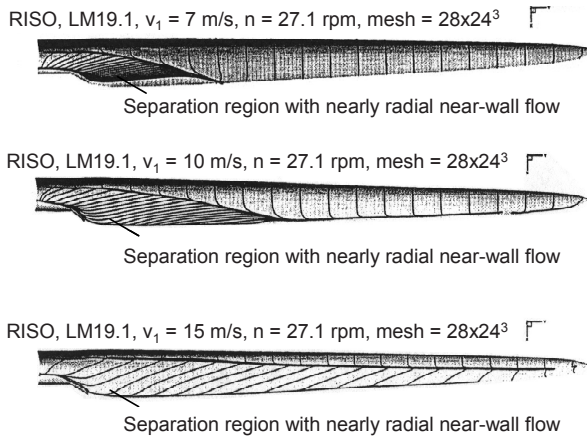 RISO, LM19.1, v₁ = 7 m/s, n = 27.1 rpm, mesh = 28x24³
Separation region with nearly radial near-wall flow
RISO, LM19.1, v₁ = 10 m/s, n = 27.1 rpm, mesh = 28x24³
Separation region with nearly radial near-wall flow
RISO, LM19.1, v₁ = 15 m/s, n = 27.1 rpm, mesh = 28x24³
Separation region with nearly radial near-wall flow